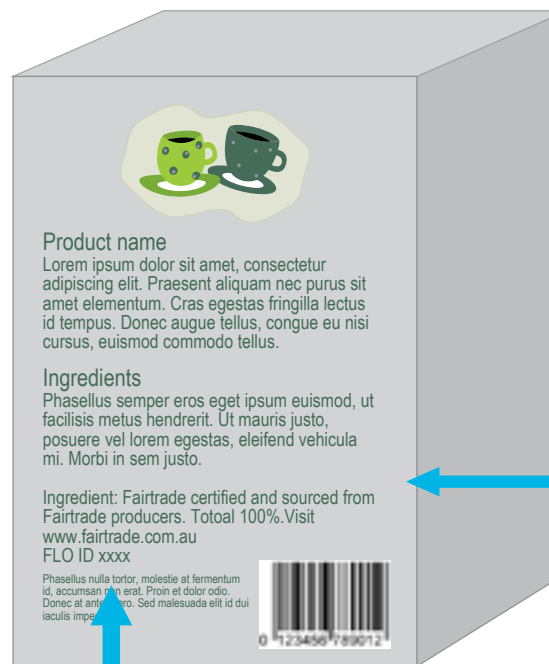 Product name
Lorem ipsum dolor sit amet, consectetur
adipiscing elit. Praesent aliquam nec purus sit
amet elementum. Cras egestas fringilla lectus
id tempus. Donec augue tellus, congue eu nisi
cursus, euismod commodo tellus.
Ingredients
Phasellus semper eros eget ipsum euismod, ut
facilisis metus hendrerit. Ut mauris justo,
posuere vel lorem egestas, eleifend vehicula
mi. Morbi in sem justo.
Ingredient: Fairtrade certified and sourced from
Fairtrade producers. Totoal 100%.Visit
www.fairtrade.com.au
FLO ID xxxx
Phasellus nulla tortor, molestie at fermentum
id, accumsan erat. Proin et dolor odio.
Donec at Sed malesuada elit id dui
iaculis
0 123456 789012